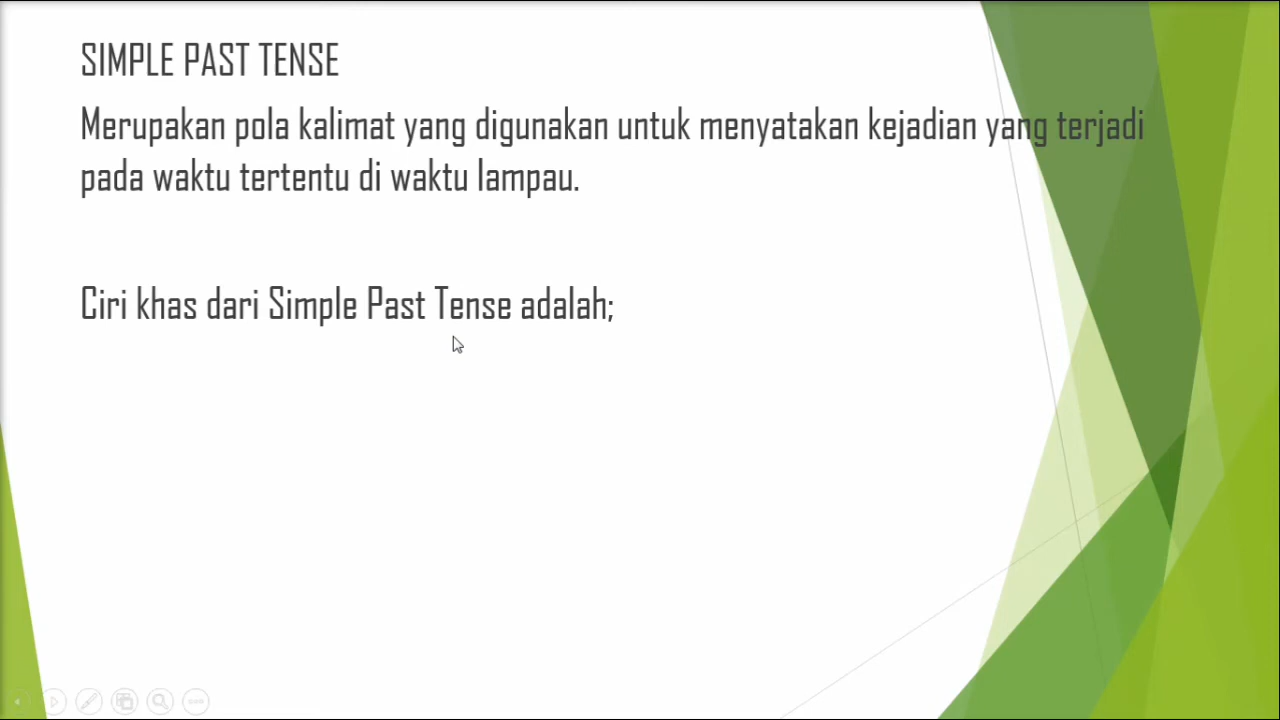 SIMPLE PAST TENSE
Merupakan pola kalimat yang digunakan untuk menyatakan kejadian yang terjadi
pada waktu tertentu di waktu lampau.
Ciri khas dari Simple Past Tense adalah;